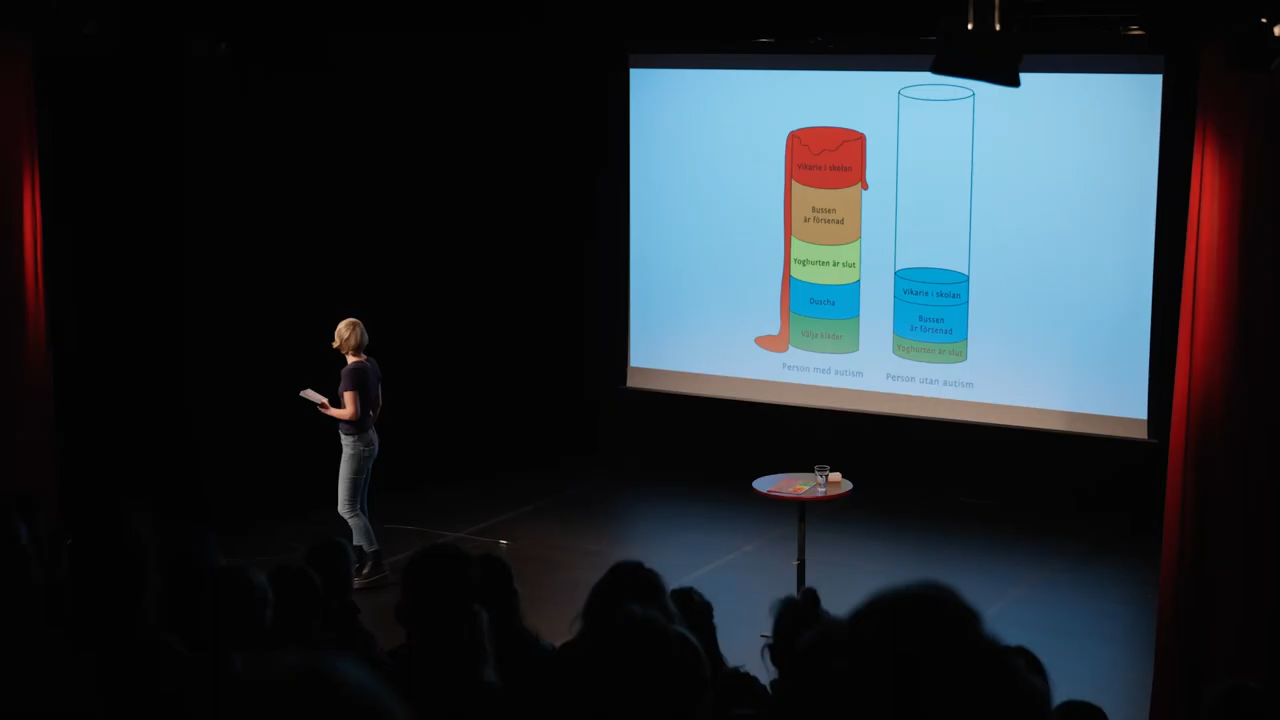 Vikarie i skolan
Bussen
är försenad
Yoghurten är slut
Duscha
Välja kläder
Person med autism
Vikarie i skolan
Bussen
är försenad
Yoghurten är slut
Person utan autism